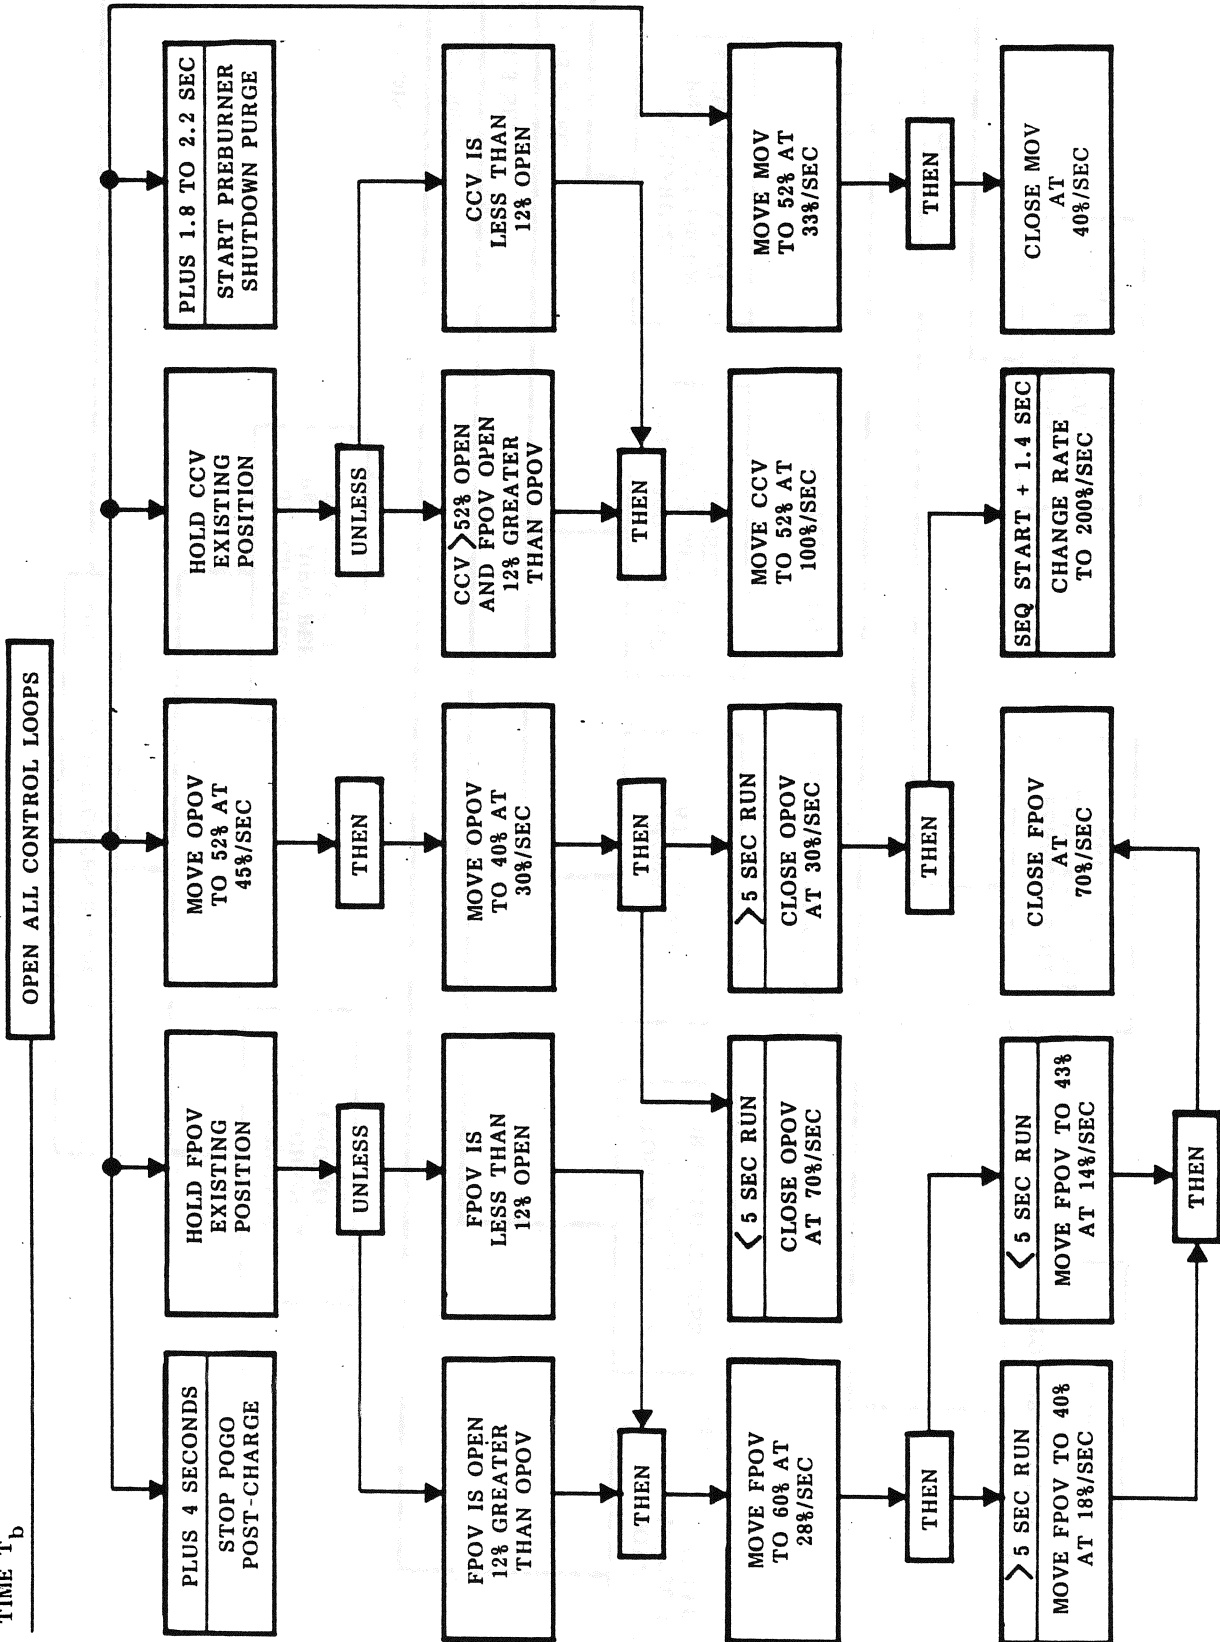 TIME Tb
OPEN ALL CONTROL LOOPS
PLUS 4 SECONDS
STOP POGO
POST-CHARGE
HOLD FPOV
EXISTING
POSITION
MOVE OPOV
TO 52% AT
45%/SEC
HOLD CCV
EXISTING
POSITION
PLUS 1.8 TO 2.2 SEC
START PREBURNER
SHUTDOWN PURGE
UNLESS
THEN
UNLESS
FPOV IS OPEN
12% GREATER
THAN OPOV
FPOV IS
LESS THAN
12% OPEN
MOVE OPOV
TO 40% AT
30%/SEC
CCV >52% OPEN
AND FPOV OPEN
12% GREATER
THAN OPOV
CCV IS
LESS THAN
12% OPEN
THEN
THEN
THEN
MOVE FPOV
TO 60% AT
28%/SEC
< 5 SEC RUN
CLOSE OPOV
AT 70%/SEC
>5 SEC RUN
CLOSE OPOV
AT 30%/SEC
MOVE CCV
TO 52% AT
100%/SEC
MOVE MOV
TO 52% AT
33%/SEC
THEN
THEN
THEN
>5 SEC RUN
MOVE FPOV TO 40%
AT 18%/SEC
<5 SEC RUN
MOVE FPOV TO 43%
AT 14%/SEC
CLOSE FPOV
AT
70%/SEC
SEQ START + 1.4 SEC
CHANGE RATE
TO 200%/SEC
CLOSE MOV
AT
40%/SEC
THEN